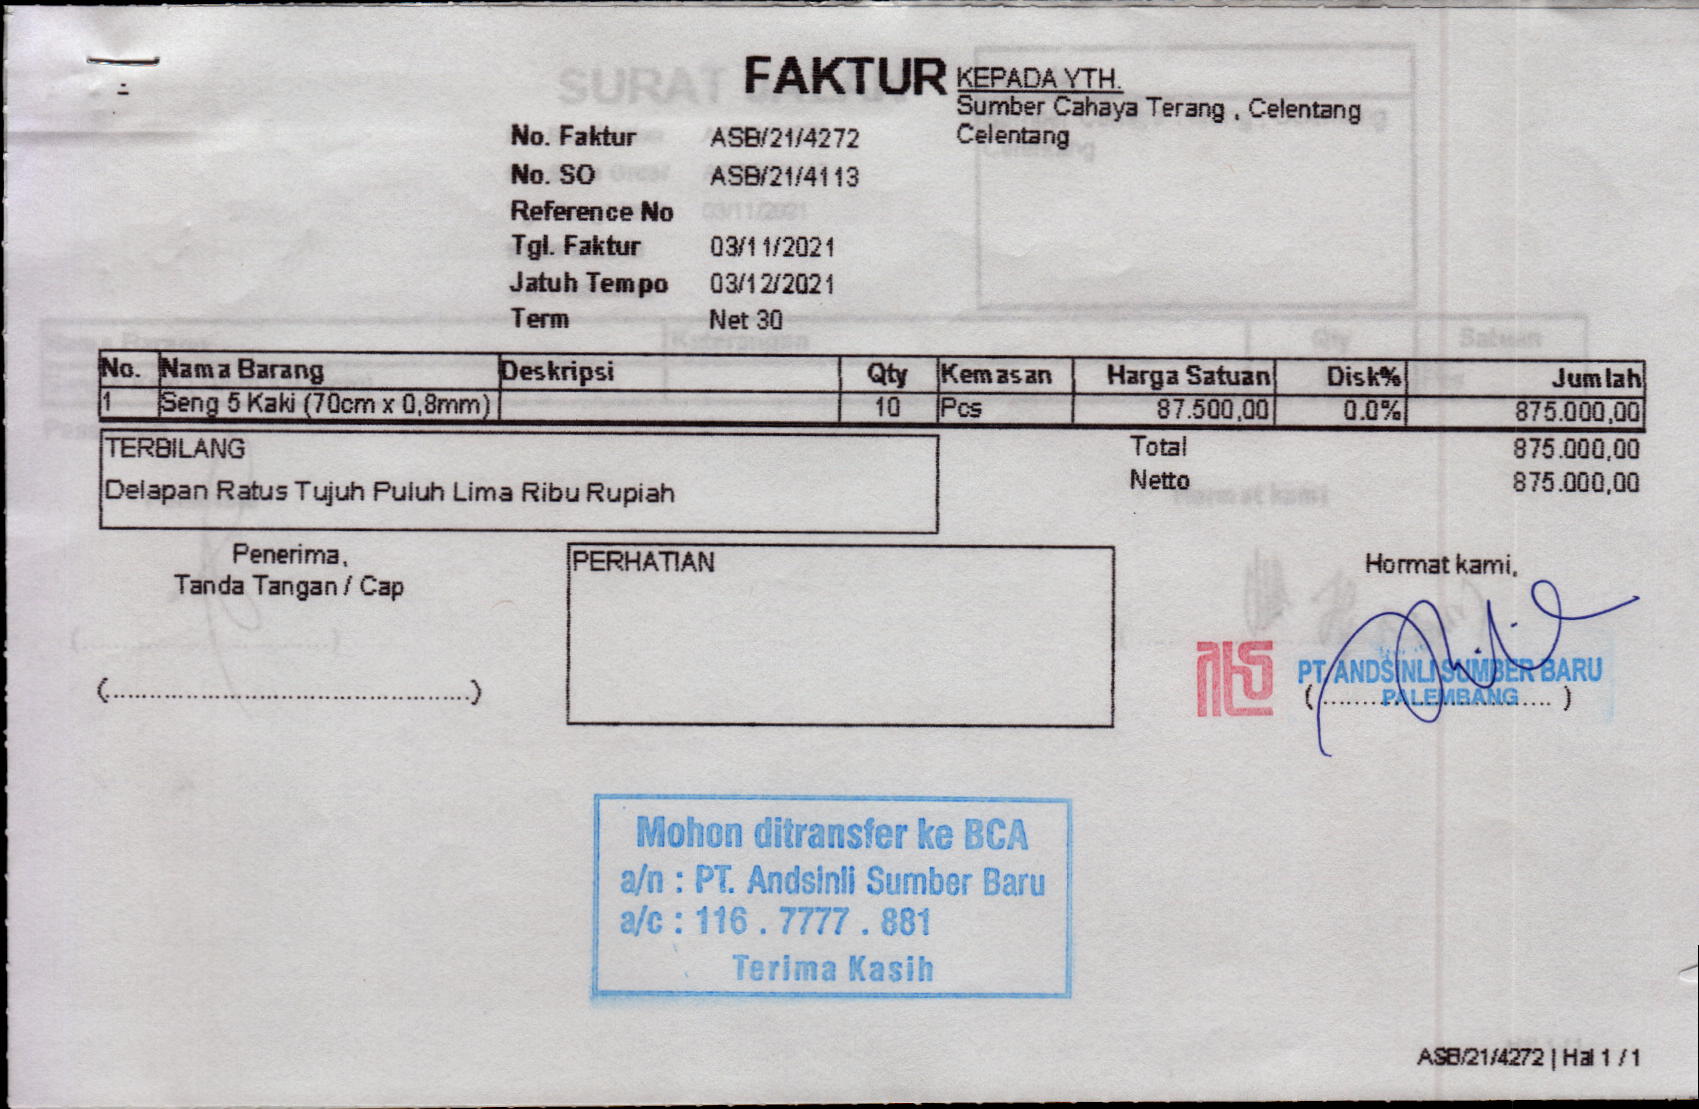 FAKTUR
KEPADA YTH.
Sumber Cahaya Terang , Celentang
Celentang
No. Faktur ASB/21/4272
No. SO ASB/21/4113
Reference No
Tgl. Faktur 03/11/2021
Jatuh Tempo 03/12/2021
Term Net 30
No. Nama Barang Deskripsi Qty Kemasan Harga Satuan Disk% Jumlah
1 Seng 5 Kaki (70cm x 0,8mm) 10 Pcs 87.500,00 0.0% 875.000,00
TERBILANG
Delapan Ratus Tujuh Puluh Lima Ribu Rupiah
Total 875.000,00
Netto 875.000,00
Penerima,
Tanda Tangan / Cap
(..................................................)
PERHATIAN
Hormat kami,
PT. ANDSINLI SUMBER BARU
PALEMBANG
(.................................. )
Mohon ditransfer ke BCA
a/n : PT. Andsinli Sumber Baru
a/c : 116 . 7777 . 881
Terima Kasih
ASB/21/4272 | Hal 1 / 1